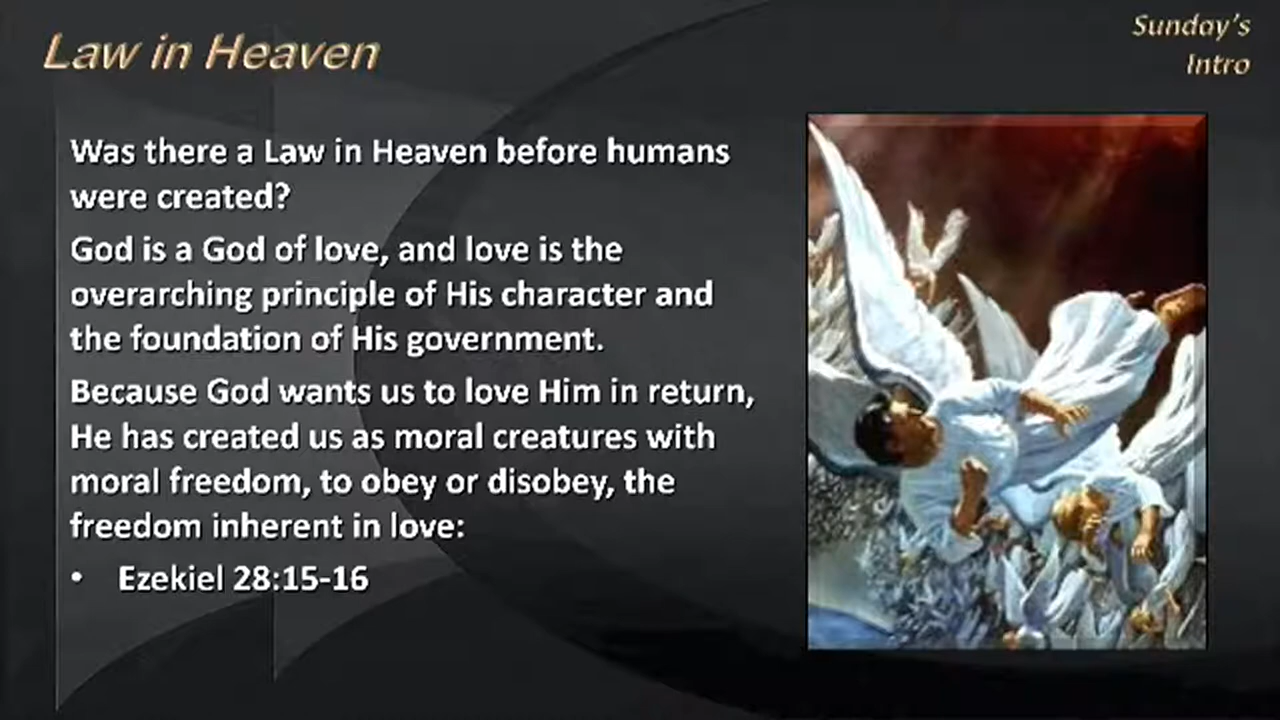 Law in Heaven
Sunday's
Intro
Was there a Law in Heaven before humans
were created?
God is a God of love, and love is the
overarching principle of His character and
the foundation of His government.
Because God wants us to love Him in return,
He has created us as moral creatures with
moral freedom, to obey or disobey, the
freedom inherent in love:
• Ezekiel 28:15-16